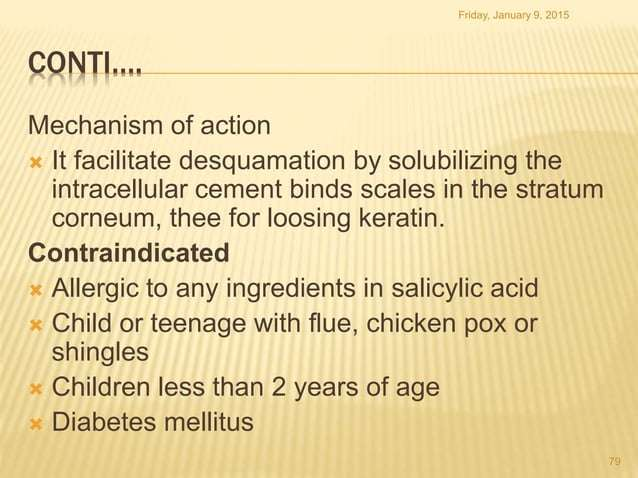 Friday, January 9, 2015
CONTI....
Mechanism of action
It facilitate desquamation by solubilizing the
intracellular cement binds scales in the stratum
corneum, thee for loosing keratin.
Contraindicated
Allergic to any ingredients in salicylic acid
Child or teenage with flue, chicken pox or
shingles
Children less than 2 years of age
Diabetes mellitus
79